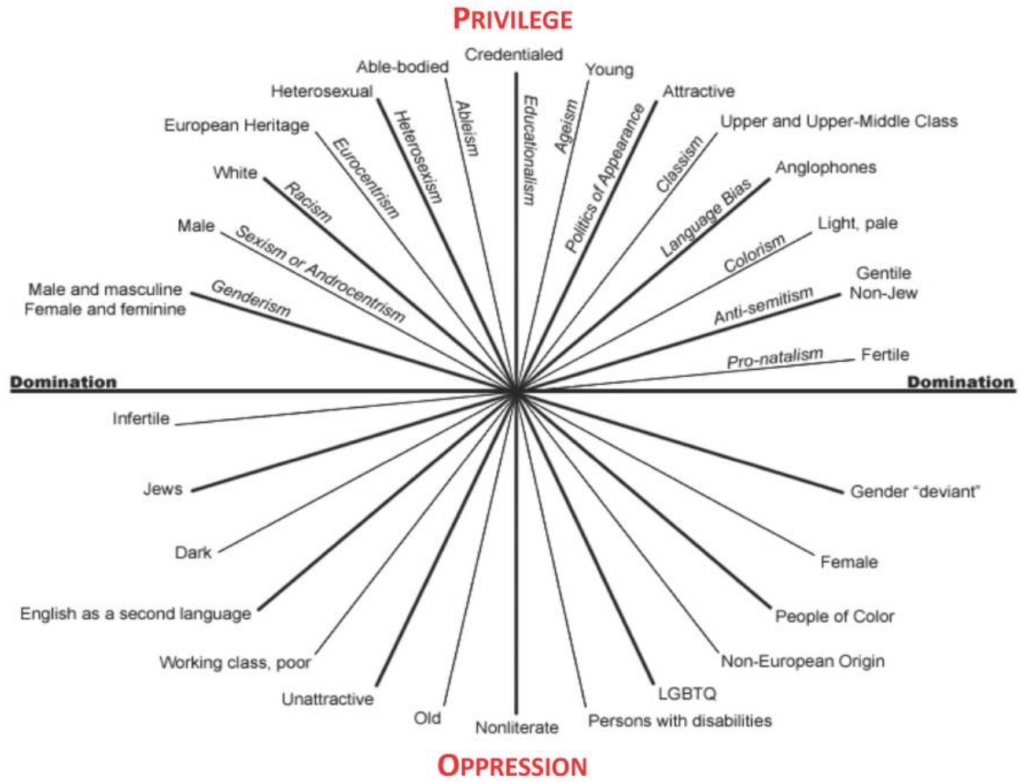 PRIVILEGE
Credentialed
Able-bodied
Young
Heterosexual
Attractive
European Heritage
Upper and Upper-Middle Class
White
Anglophones
Male
Light, pale
Male and masculine
Female and feminine
Gentile
Non-Jew
Fertile
Genderism
Sexism or Androcentrism
Racism
Eurocentrism
Heterosexism
Ableism
Educationalism
Ageism
Politics of Appearance
Classism
Language Bias
Colorism
Anti-semitism
Pro-natalism
Domination
Domination
Infertile
Jews
Gender "deviant"
Dark
Female
English as a second language
People of Color
Working class, poor
Non-European Origin
Unattractive
LGBTQ
Old
Persons with disabilities
Nonliterate
OPPRESSION